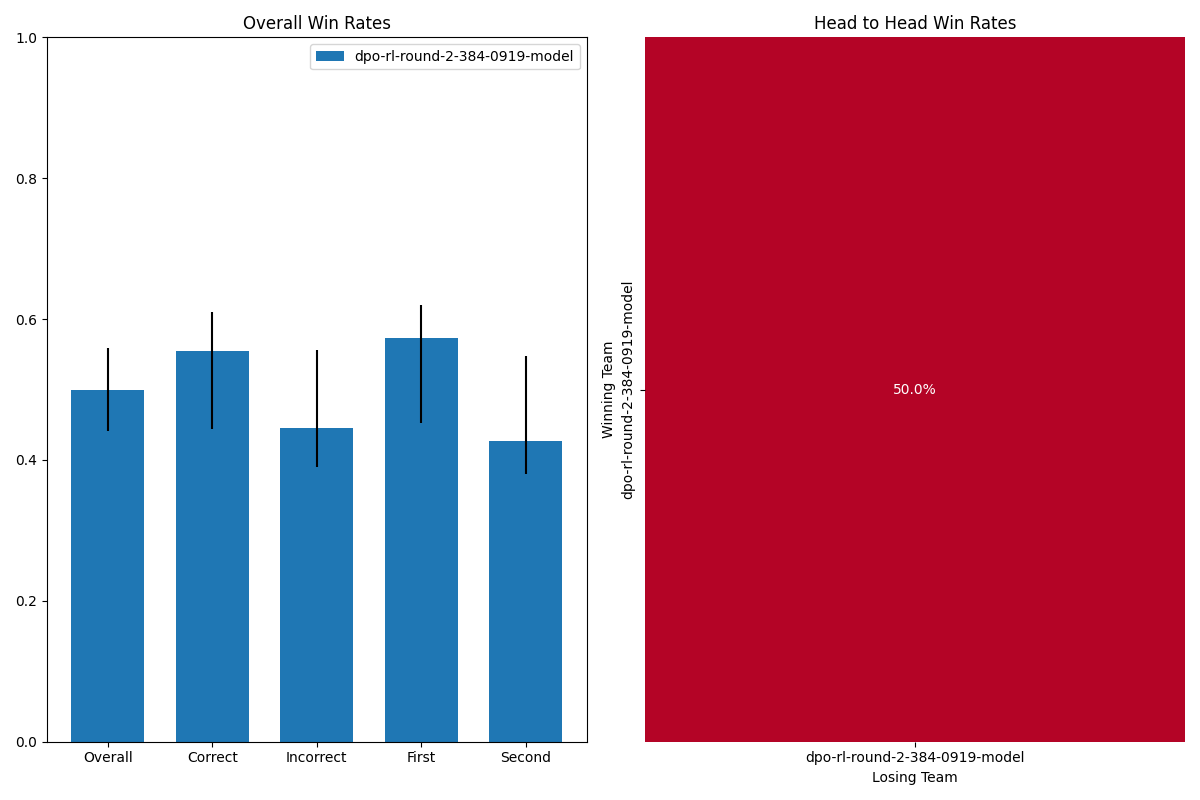 Overall Win Rates
dpo-rl-round-2-384-0919-model
1.0
0.8
0.6
0.4
0.2
0.0
Overall
Correct
Incorrect
First
Second
Head to Head Win Rates
Winning Team
dpo-rl-round-2-384-0919-model
50.0%
dpo-rl-round-2-384-0919-model
Losing Team